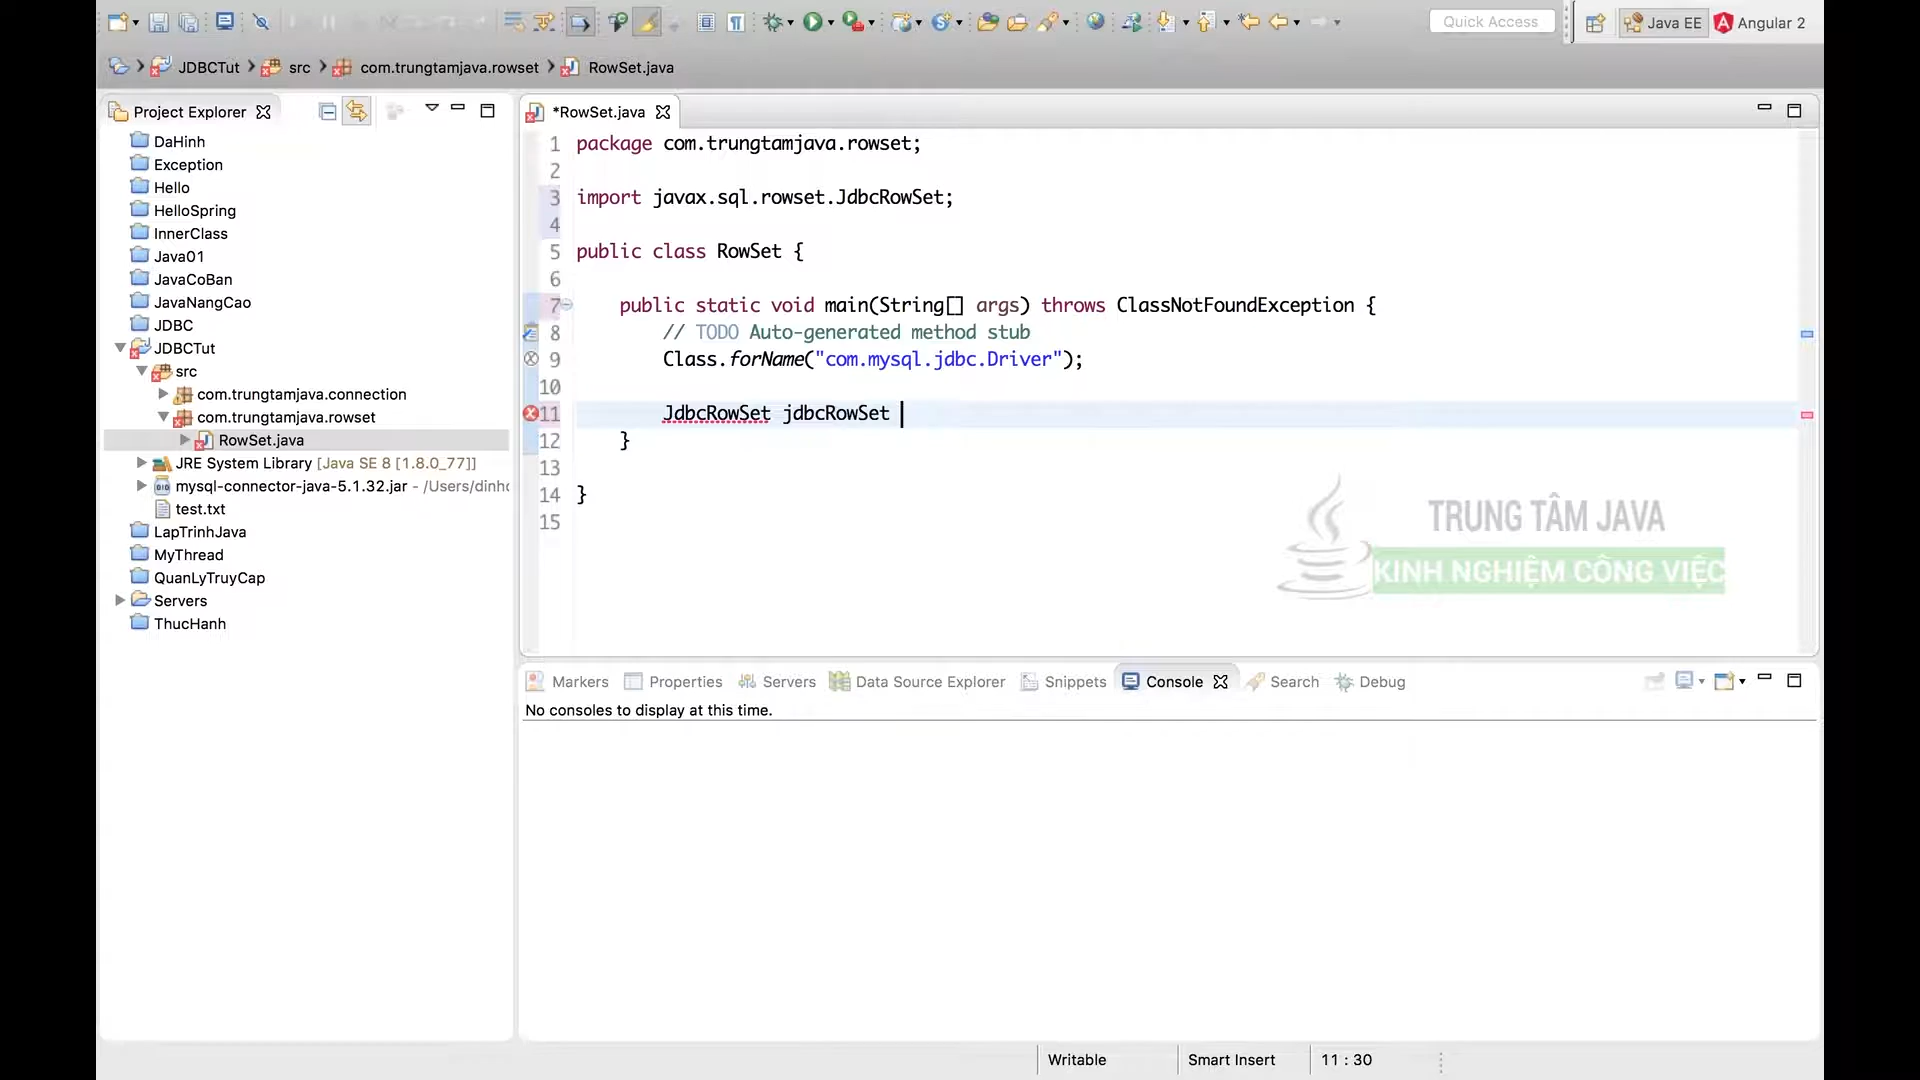 Quick Access
Java EE
Angular 2
JDBCTut
src
com.trungtamjava.rowset
RowSet.java
Project Explorer
DaHinh
Exception
Hello
HelloSpring
InnerClass
Java01
JavaCoBan
JavaNangCao
JDBC
JDBCTut
src
com.trungtamjava.connection
com.trungtamjava.rowset
RowSet.java
JRE System Library [Java SE 8 [1.8.0_77]]
mysql-connector-java-5.1.32.jar - /Users/dinhc
test.txt
LapTrinhJava
MyThread
QuanLyTruyCap
Servers
ThucHanh
*RowSet.java
1 package com.trungtamjava.rowset;
2
3 import javax.sql.rowset.JdbcRowSet;
4
5 public class RowSet {
6
7 public static void main(String[] args) throws ClassNotFoundException {
8 // TODO Auto-generated method stub
9 Class.forName("com.mysql.jdbc.Driver");
10
11 JdbcRowSet jdbcRowSet
12 }
13
14 }
15
TRUNG TÂM JAVA
KINH NGHIỆM CÔNG VIỆC
Markers
Properties
Servers
Data Source Explorer
Snippets
Console
Search
Debug
No consoles to display at this time.
Writable
Smart Insert
11 : 30